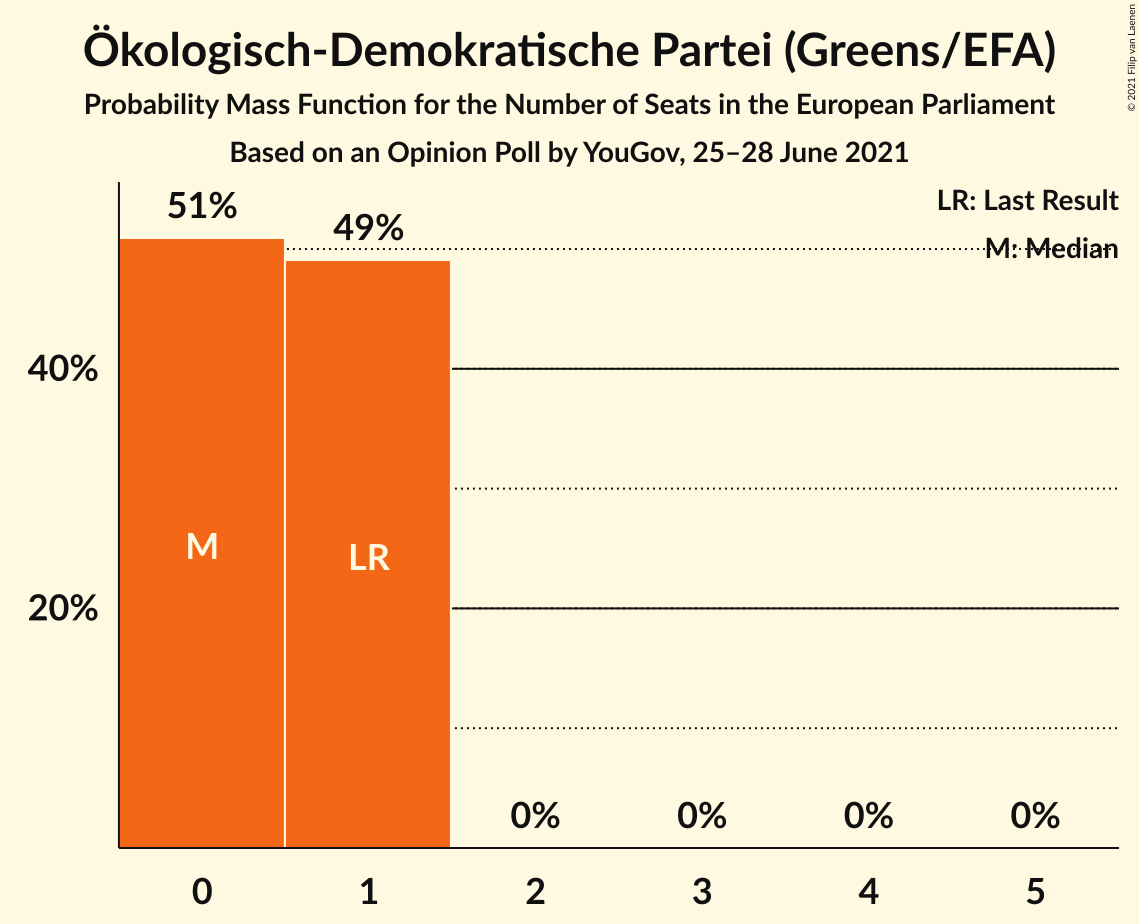 Ökologisch-Demokratische Partei (Greens/EFA)
Probability Mass Function for the Number of Seats in the European Parliament
Based on an Opinion Poll by YouGov, 25–28 June 2021
© 2021 Filip van Laenen
LR: Last Result
M: Median
51%
49%
40%
20%
M
LR
0%
0%
0%
0%
0
1
2
3
4
5